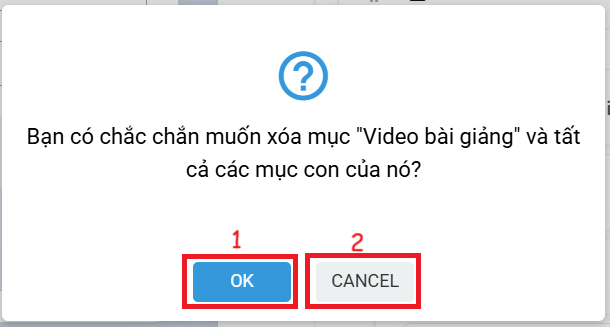 ?
Bạn có chắc chắn muốn xóa mục "Video bài giảng" và tất
cả các mục con của nó?
1 2
OK CANCEL